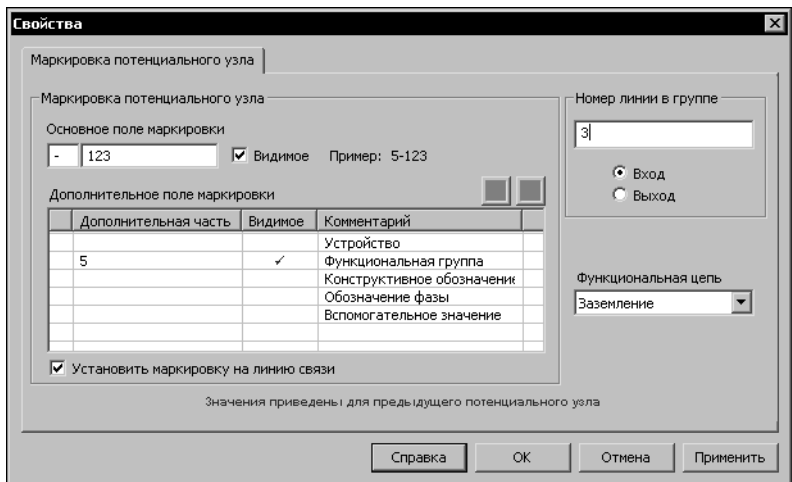 Свойства
Маркировка потенциального узла
Маркировка потенциального узла
Основное поле маркировки
- 123 Видимое Пример: 5-123
Дополнительное поле маркировки
Дополнительная часть Видимое Комментарий
Устройство
5 ✓ Функциональная группа
Конструктивное обозначение
Обозначение фазы
Вспомогательное значение
Установить маркировку на линию связи
Значения приведены для предыдущего потенциального узла
Номер линии в группе
3
Вход
Выход
Функциональная цепь
Заземление
Справка OK Отмена Применить